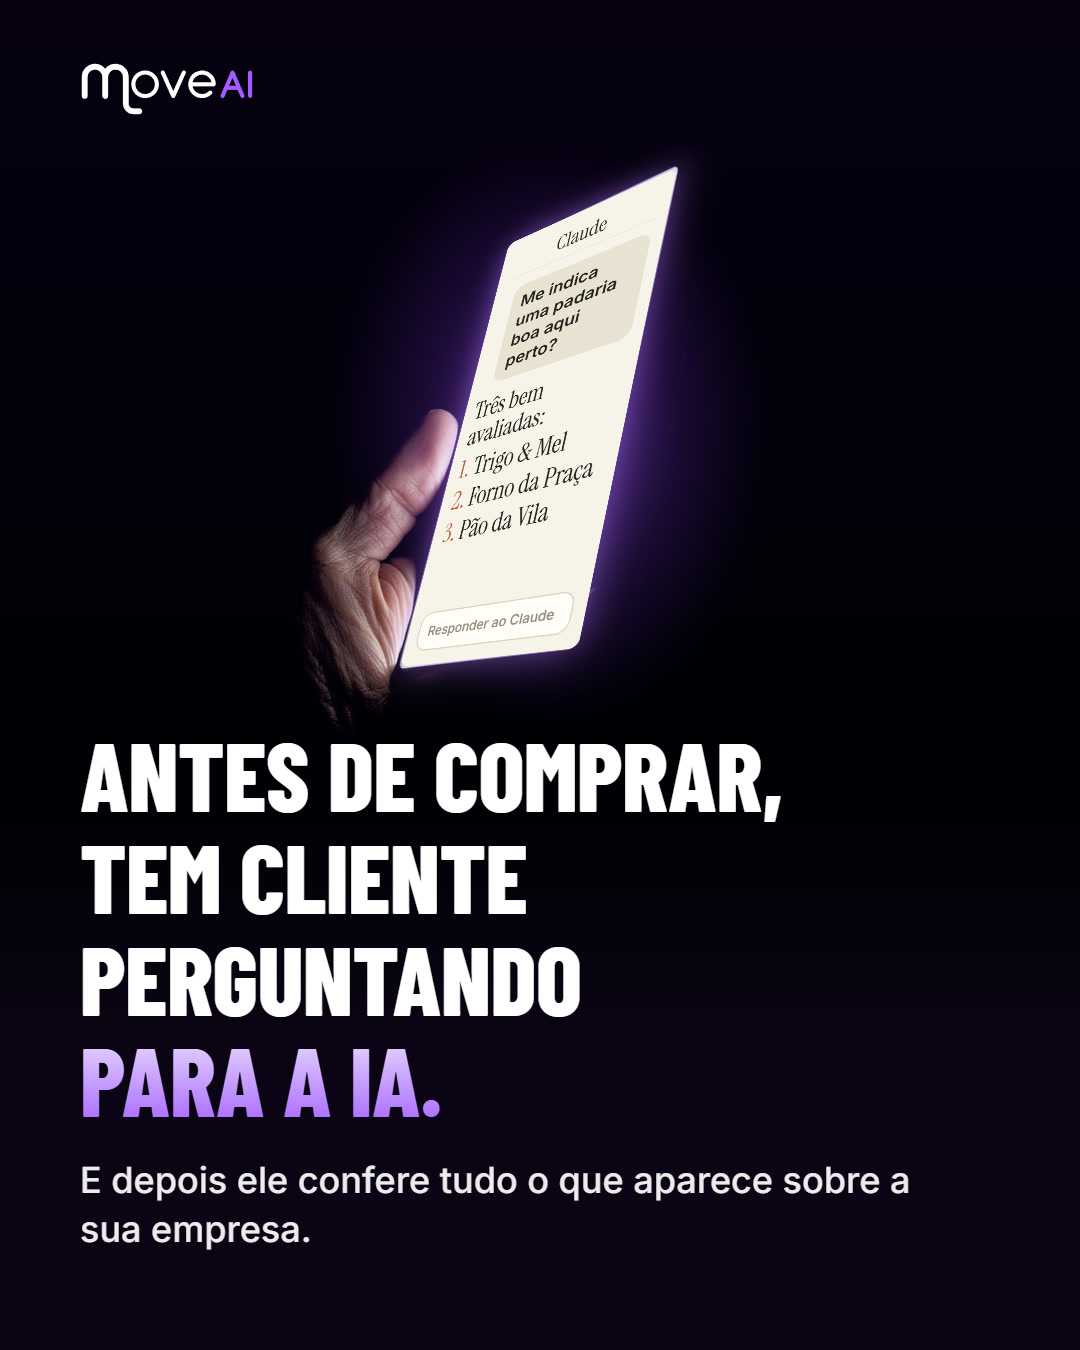 moveAI
Claude
Me indica
uma padaria
boa aqui
perto?
Três bem
avaliadas:
1. Trigo & Mel
2. Forno da Praça
3. Pão da Vila
Responder ao Claude
ANTES DE COMPRAR,
TEM CLIENTE
PERGUNTANDO
PARA A IA.
E depois ele confere tudo o que aparece sobre a
sua empresa.